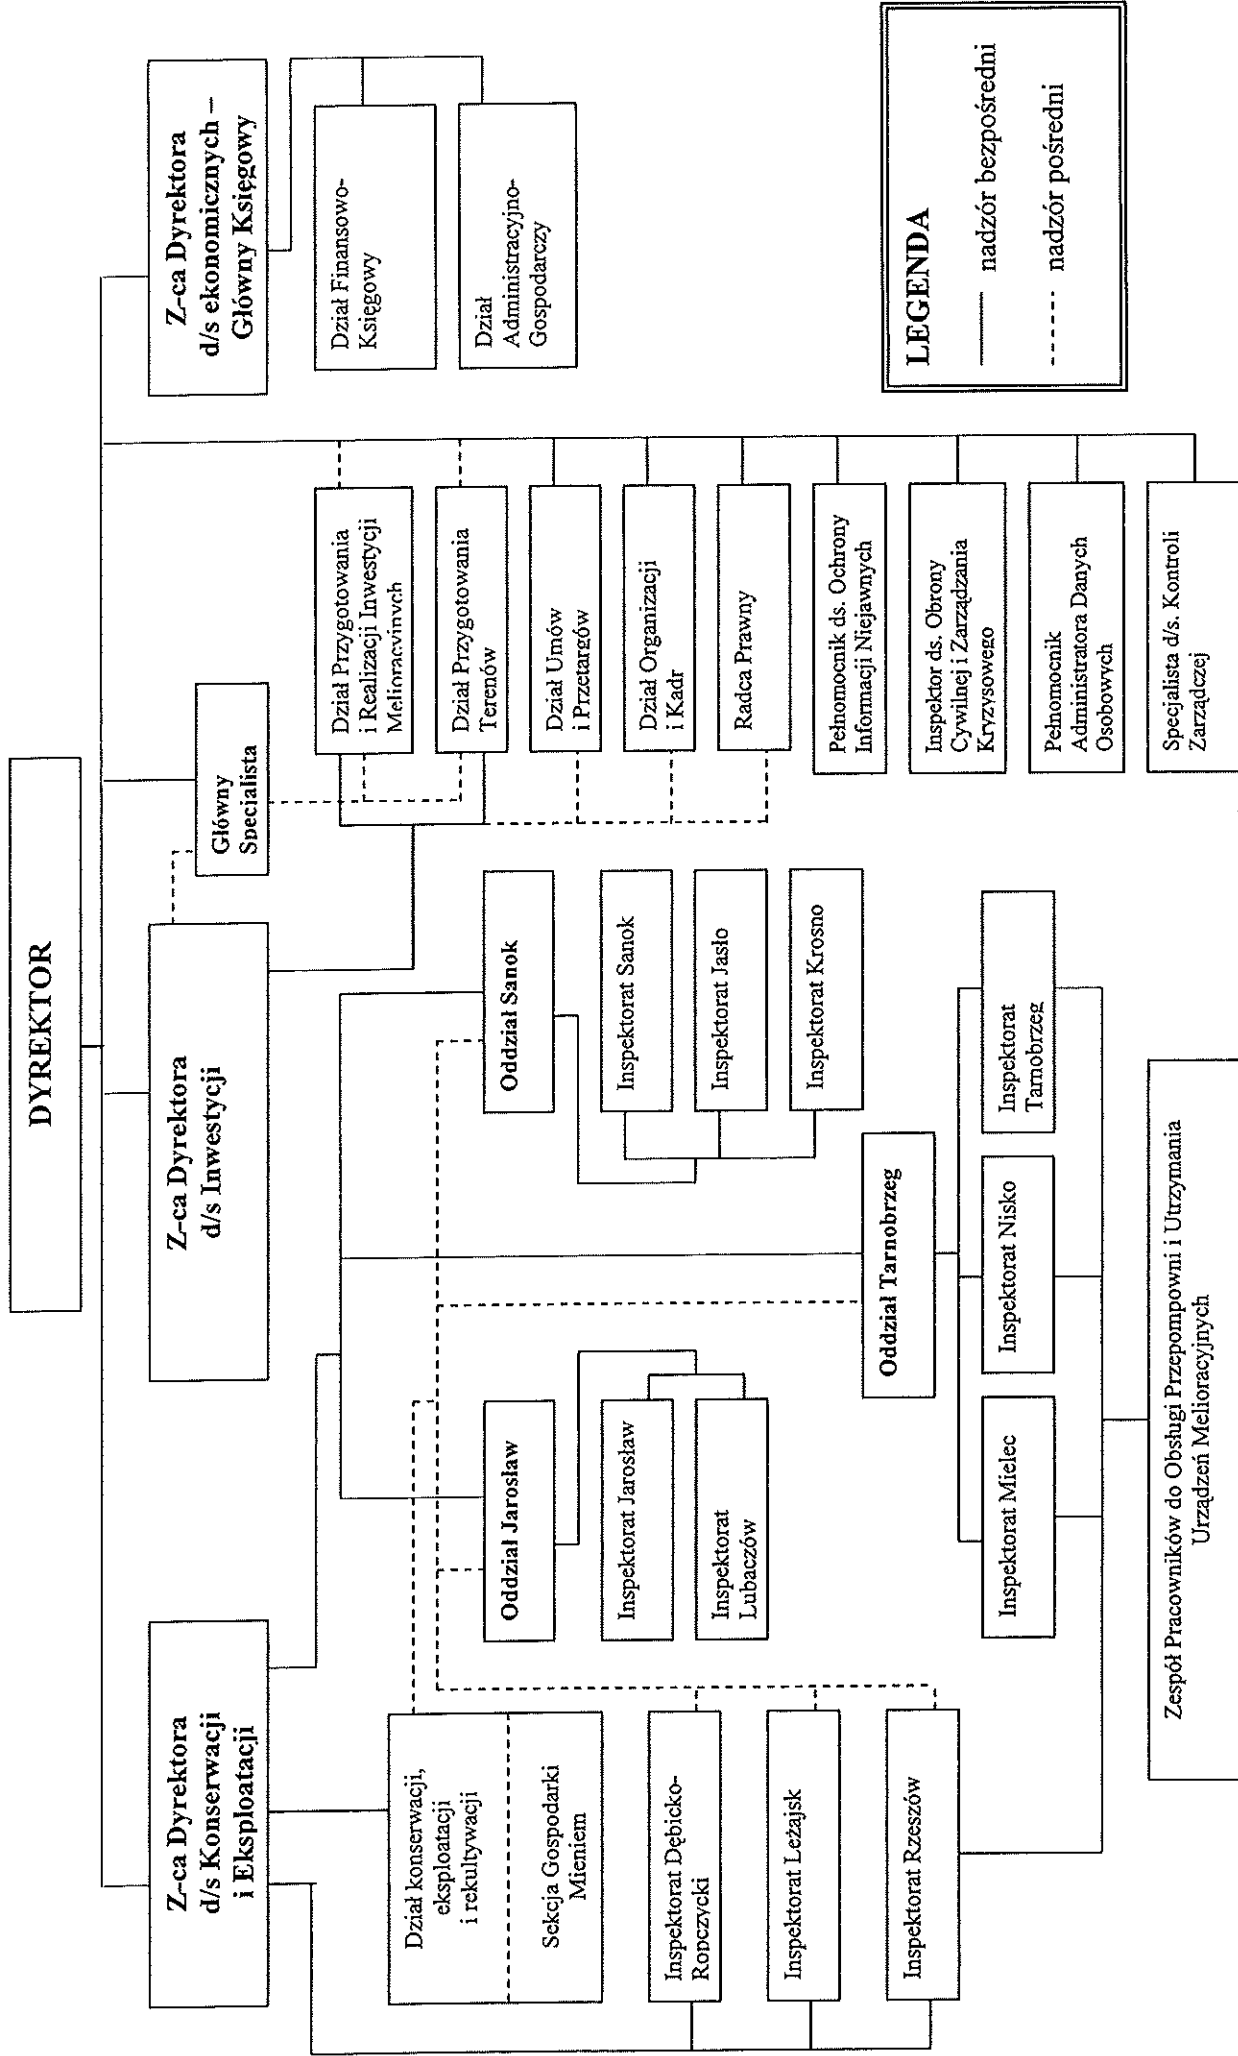 DYREKTOR
Z-ca Dyrektora
d/s Konserwacji
i Eksploatacji
Z-ca Dyrektora
d/s Inwestycji
Główny
Specjalista
Z-ca Dyrektora
d/s ekonomicznych –
Główny Księgowy
Dział konserwacji,
eksploatacji
i rekultywacji
Sekcja Gospodarki
Mieniem
Inspektorat Dębicko-
Ropczycki
Inspektorat Leżajsk
Inspektorat Rzeszów
Oddział Jarosław
Inspektorat Jarosław
Inspektorat
Lubaczów
Oddział Sanok
Inspektorat Sanok
Inspektorat Jasło
Inspektorat Krosno
Oddział Tarnobrzeg
Inspektorat Mielec
Inspektorat Nisko
Inspektorat
Tarnobrzeg
Zespół Pracowników do Obsługi Przepompowni i Utrzymania
Urządzeń Melioracyjnych
Dział Przygotowania
i Realizacji Inwestycji
Melioracyjnych
Dział Przygotowania
Terenów
Dział Umów
i Przetargów
Dział Organizacji
i Kadr
Radca Prawny
Pełnomocnik ds. Ochrony
Informacji Niejawnych
Inspektor ds. Obrony
Cywilnej i Zarządzania
Kryzysowego
Pełnomocnik
Administratora Danych
Osobowych
Specjalista d/s. Kontroli
Zarządczej
Dział Finansowo-
Księgowy
Dział
Administracyjno-
Gospodarczy
LEGENDA
nadzór bezpośredni
nadzór pośredni